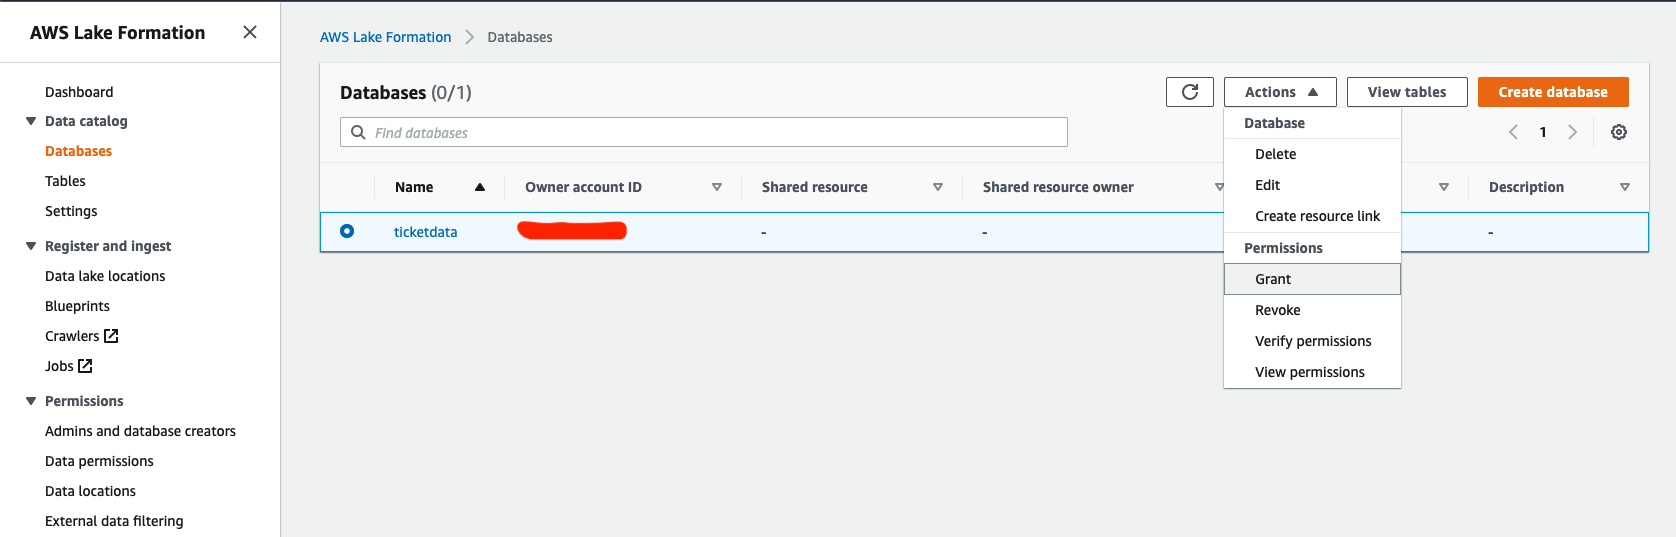 AWS Lake Formation
Dashboard
Data catalog
Databases
Tables
Settings
Register and ingest
Data lake locations
Blueprints
Crawlers
Jobs
Permissions
Admins and database creators
Data permissions
Data locations
External data filtering
AWS Lake Formation > Databases
Databases (0/1)
Actions
View tables
Create database
Find databases
1
Name
Owner account ID
Shared resource
Shared resource owner
Description
ticketdata
-
-
-
Database
Delete
Edit
Create resource link
Permissions
Grant
Revoke
Verify permissions
View permissions